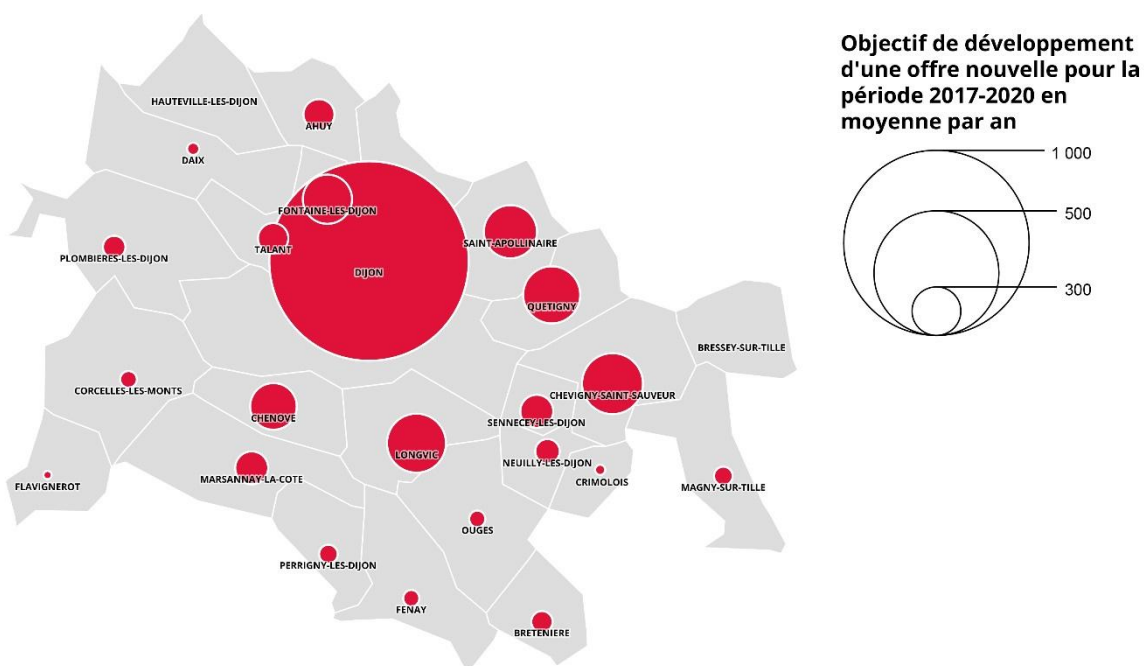 Objectif de développement
d'une offre nouvelle pour la
période 2017-2020 en
moyenne par an
1 000
500
300
HAUTEVILLE-LES-DIJON
AHUY
DAIX
FONTAINE-LES-DIJON
TALANT
SAINT-APOLLINAIRE
PLOMBIERES-LES-DIJON
DIJON
QUETIGNY
BRESSEY-SUR-TILLE
CORCELLES-LES-MONTS
CHEVIGNY-SAINT-SAUVEUR
CHENOVE
SENNECEY-LES-DIJON
LONGVIC
NEUILLY-LES-DIJON
MARSANNAY-LA-COTE
CRIMOLOIS
FLAVIGNEROT
MAGNY-SUR-TILLE
OUGES
PERRIGNY-LES-DIJON
FENAY
BRETENIERE